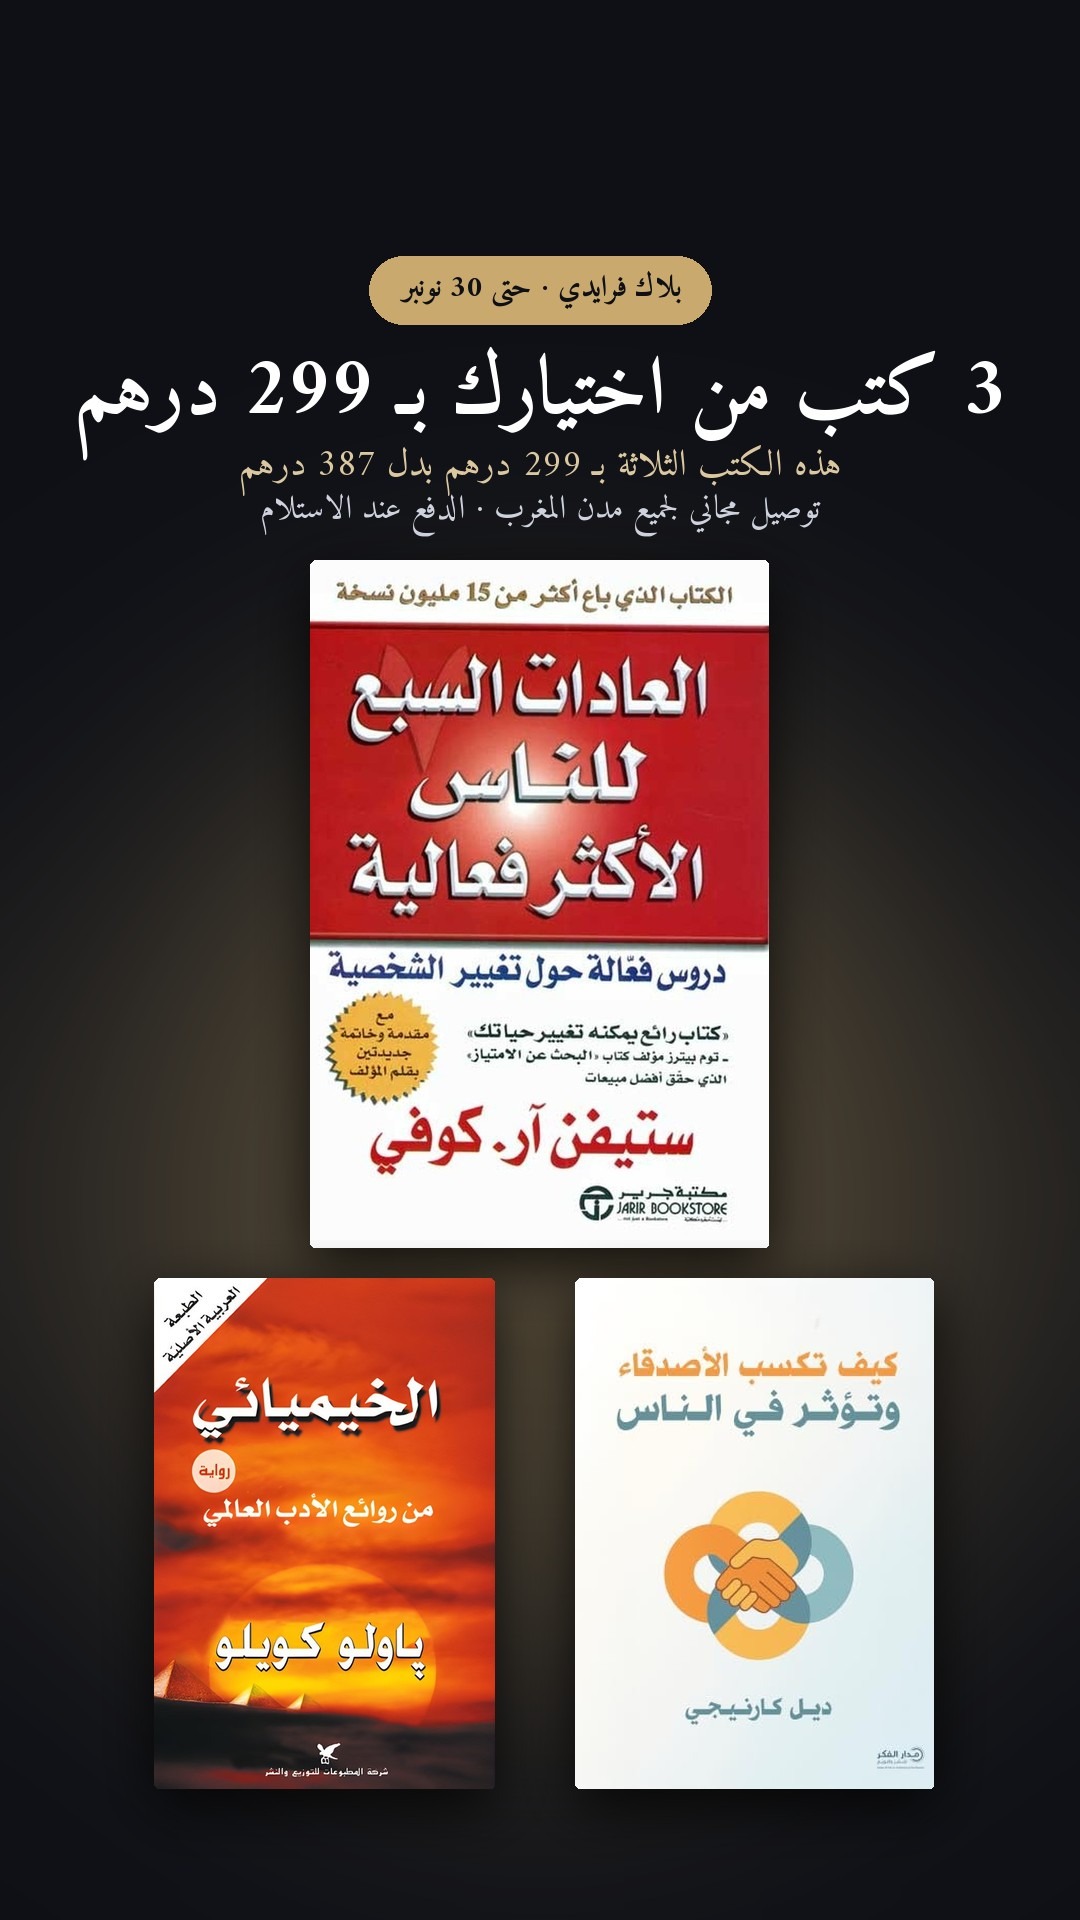 بلاك فرايدي · حتى 30 نونبر
3 كتب من اختيارك بـ 299 درهم
هذه الكتب الثلاثة بـ 299 درهم بدل 387 درهم
توصيل مجاني لجميع مدن المغرب · الدفع عند الاستلام
الكتاب الذي باع أكثر من 15 مليون نسخة
العادات السبع
للناس
الأكثر فعالية
دروس فعّالة حول تغيير الشخصية
«كتاب رائع يمكنه تغيير حياتك»
ـ توم بيترز مؤلف كتاب «البحث عن الامتياز»
الذي حقّق أفضل مبيعات
مع
مقدمة وخاتمة
جديدتين
بقلم المؤلف
ستيفن آر. كوفي
مكتبة جرير
JARIR BOOKSTORE
... not just a Bookstore
كيف تكسب الأصدقاء
وتؤثر في الناس
ديل كارنيجي
مدار الفكر
الطبعة
العربية الأصلية
الخيميائي
رواية
من روائع الأدب العالمي
پاولو كويلو
شركة المطبوعات للتوزيع والنشر